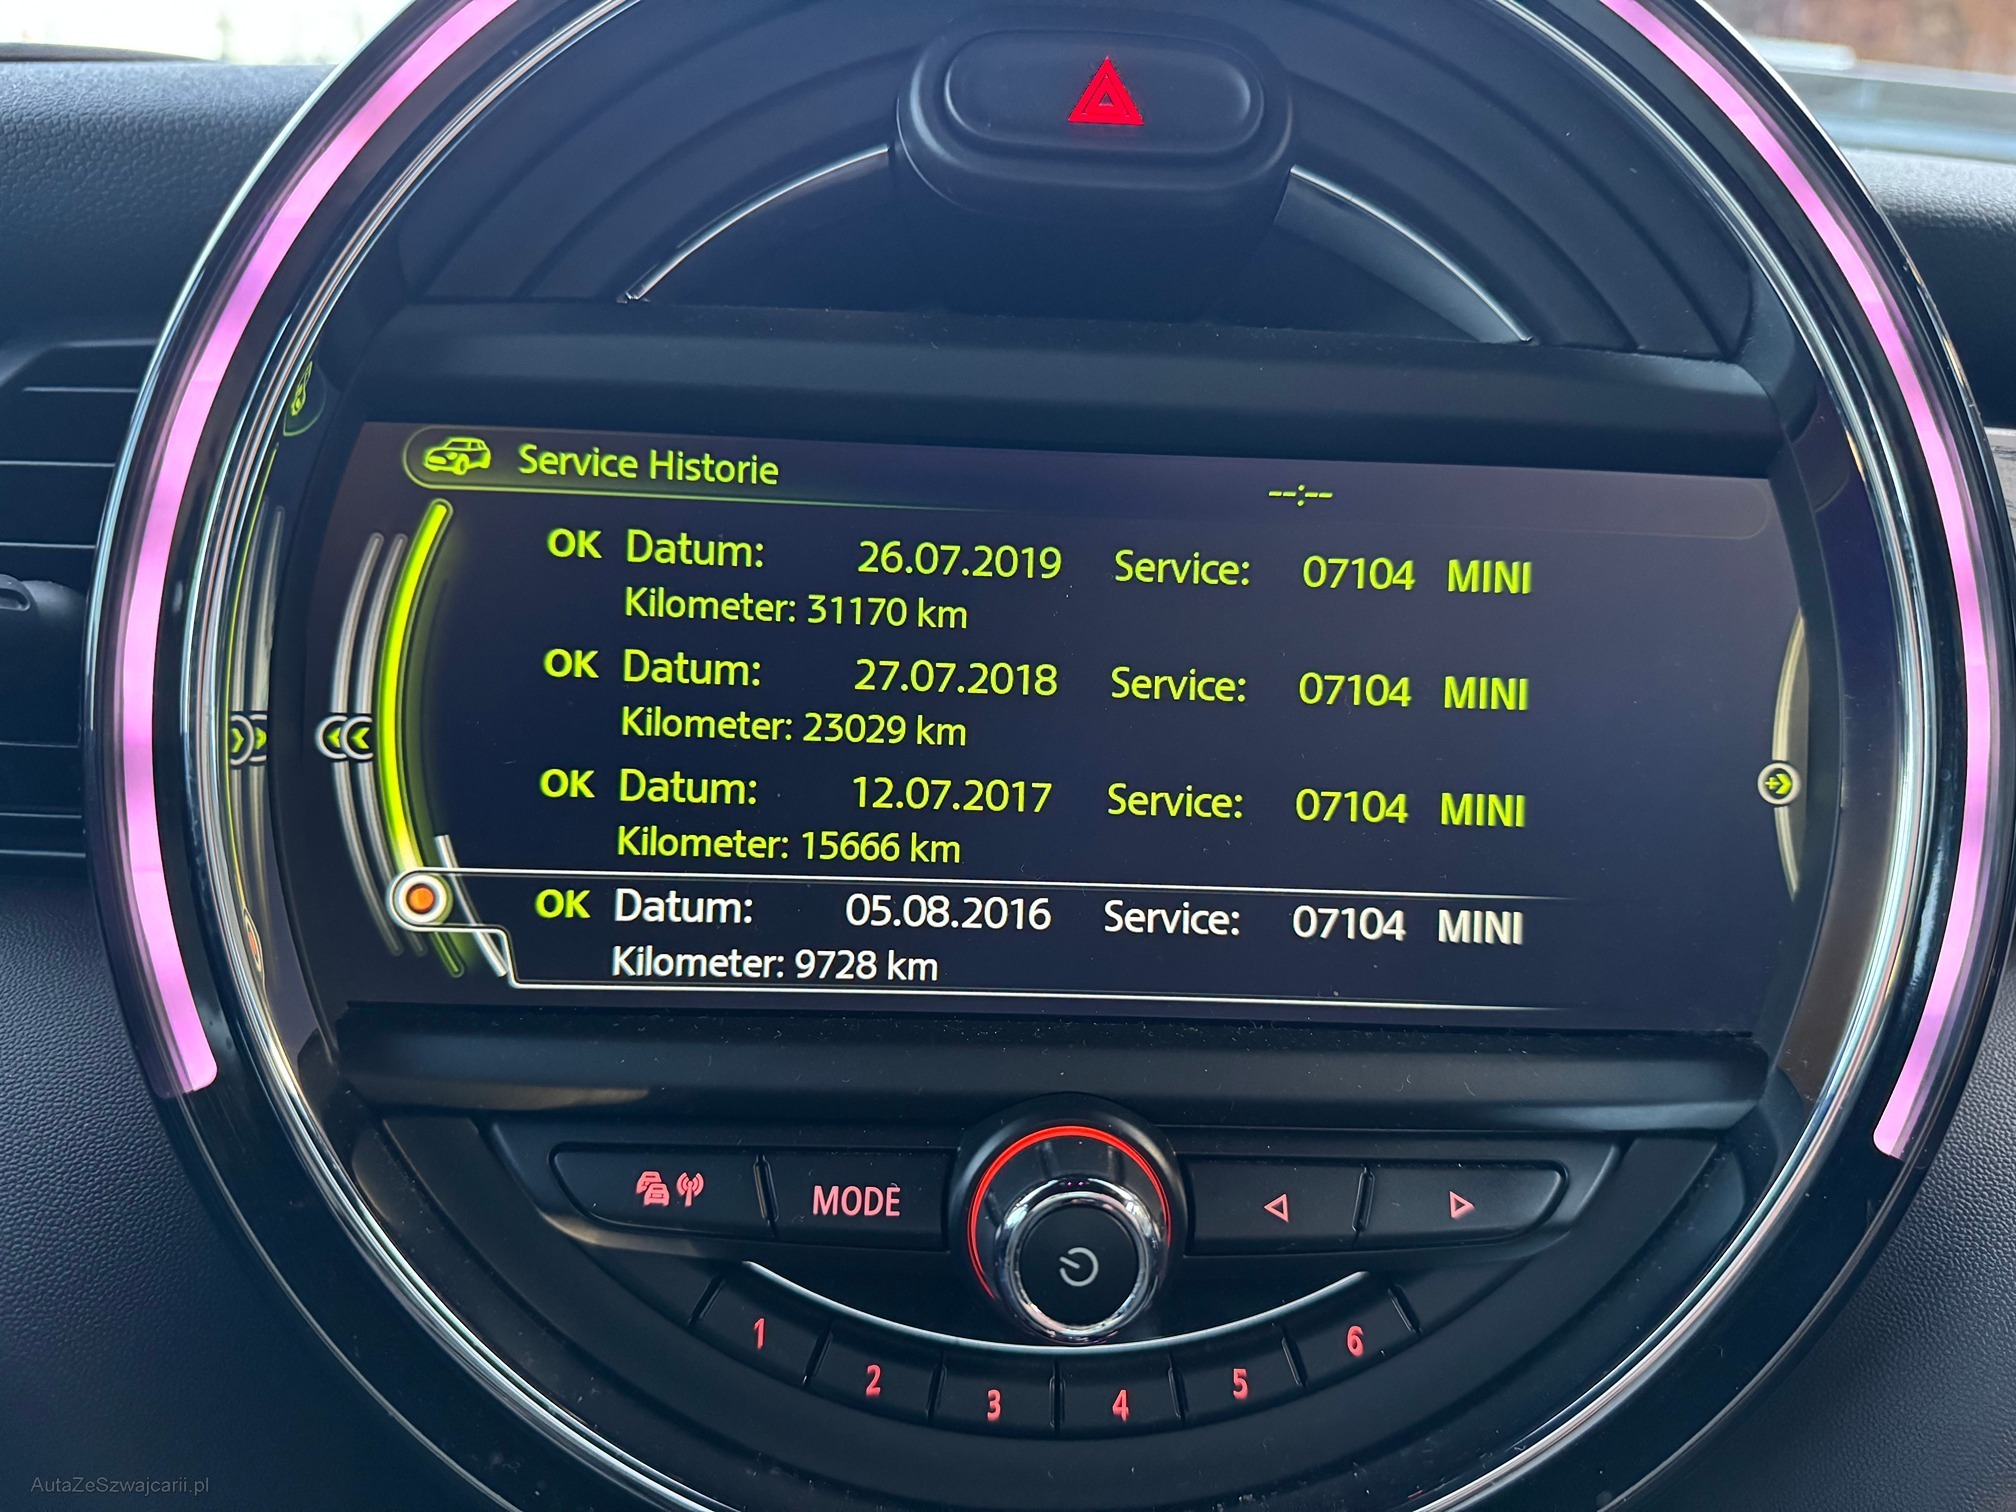 Service Historie
--:--
OK Datum: 26.07.2019 Service: 07104 MINI
Kilometer: 31170 km
OK Datum: 27.07.2018 Service: 07104 MINI
Kilometer: 23029 km
OK Datum: 12.07.2017 Service: 07104 MINI
Kilometer: 15666 km
OK Datum: 05.08.2016 Service: 07104 MINI
Kilometer: 9728 km
MODE
1 2 3 4 5 6
AutaZeSzwajcarii.pl